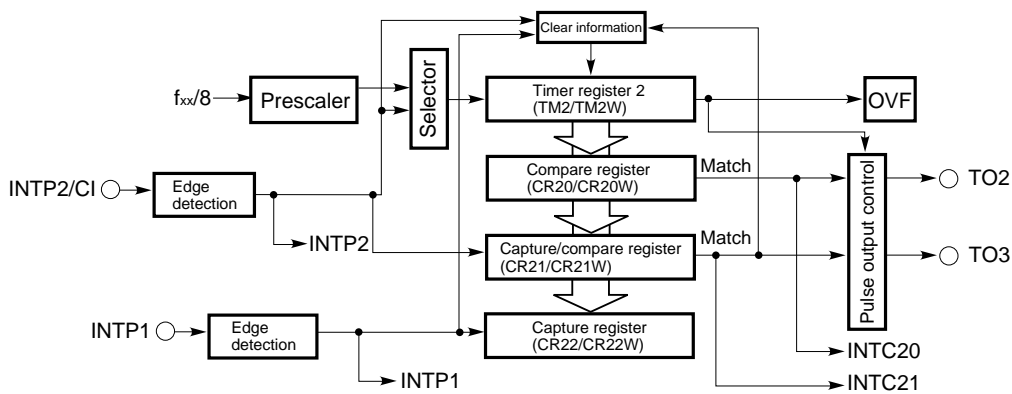 Clear information
fxx/8
Prescaler
Selector
Timer register 2
(TM2/TM2W)
OVF
INTP2/CI
Edge
detection
INTP2
Compare register
(CR20/CR20W)
Match
Capture/compare register
(CR21/CR21W)
Match
Pulse output control
TO2
TO3
INTP1
Edge
detection
INTP1
Capture register
(CR22/CR22W)
INTC20
INTC21